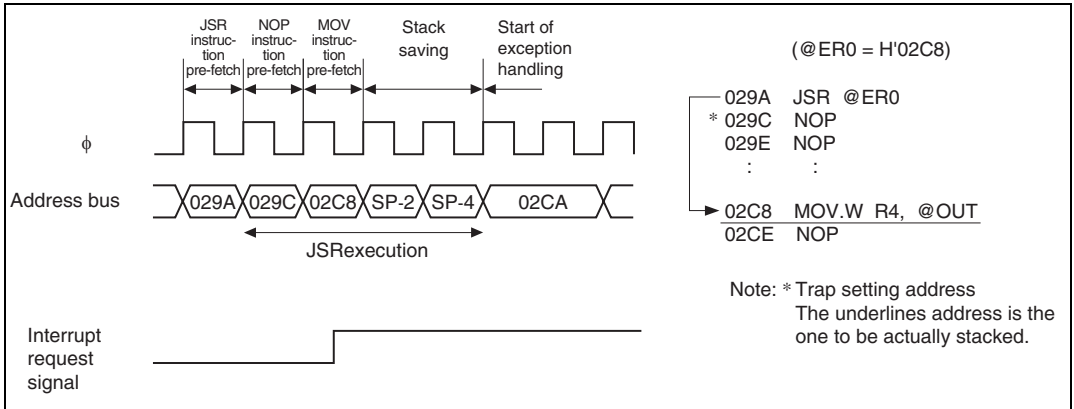 JSR instruc- tion pre-fetch
NOP instruc- tion pre-fetch
MOV instruc- tion pre-fetch
Stack saving
Start of exception handling
ϕ
Address bus
029A 029C 02C8 SP-2 SP-4 02CA
JSRexecution
Interrupt request signal
(@ER0 = H'02C8)
029A JSR @ER0
* 029C NOP
029E NOP
: :
02C8 MOV.W R4, @OUT
02CE NOP
Note: * Trap setting address
The underlines address is the
one to be actually stacked.